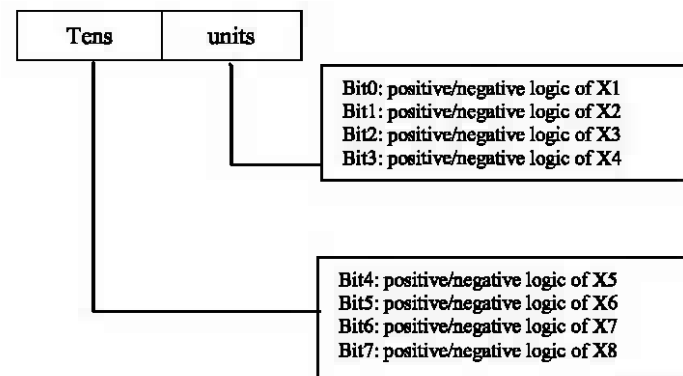 Tens units
Bit0: positive/negative logic of X1
Bit1: positive/negative logic of X2
Bit2: positive/negative logic of X3
Bit3: positive/negative logic of X4
Bit4: positive/negative logic of X5
Bit5: positive/negative logic of X6
Bit6: positive/negative logic of X7
Bit7: positive/negative logic of X8